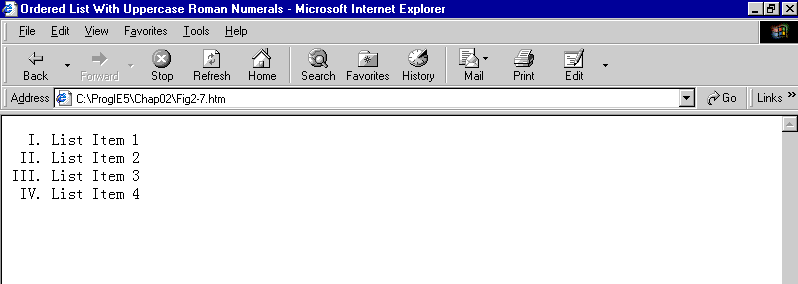 Ordered List With Uppercase Roman Numerals - Microsoft Internet Explorer
File Edit View Favorites Tools Help
Back Forward Stop Refresh Home Search Favorites History Mail Print Edit
Address C:\ProgIE5\Chap02\Fig2-7.htm Go Links »
I. List Item 1
II. List Item 2
III. List Item 3
IV. List Item 4